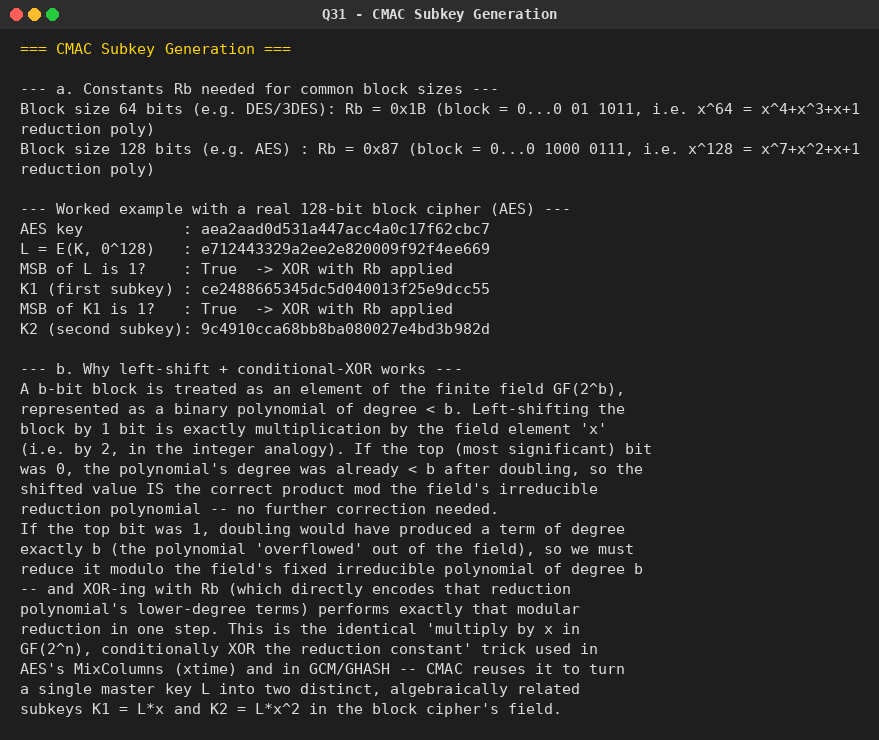 Q31 - CMAC Subkey Generation
=== CMAC Subkey Generation ===
--- a. Constants Rb needed for common block sizes ---
Block size 64 bits (e.g. DES/3DES): Rb = 0x1B (block = 0...0 01 1011, i.e. x^64 = x^4+x^3+x+1
reduction poly)
Block size 128 bits (e.g. AES) : Rb = 0x87 (block = 0...0 1000 0111, i.e. x^128 = x^7+x^2+x+1
reduction poly)
--- Worked example with a real 128-bit block cipher (AES) ---
AES key           : aea2aad0d531a447acc4a0c17f62cbc7
L = E(K, 0^128)   : e712443329a2ee2e820009f92f4ee669
MSB of L is 1?    : True  -> XOR with Rb applied
K1 (first subkey) : ce2488665345dc5d040013f25e9dcc55
MSB of K1 is 1?   : True  -> XOR with Rb applied
K2 (second subkey): 9c4910cca68bb8ba080027e4bd3b982d
--- b. Why left-shift + conditional-XOR works ---
A b-bit block is treated as an element of the finite field GF(2^b),
represented as a binary polynomial of degree < b. Left-shifting the
block by 1 bit is exactly multiplication by the field element 'x'
(i.e. by 2, in the integer analogy). If the top (most significant) bit
was 0, the polynomial's degree was already < b after doubling, so the
shifted value IS the correct product mod the field's irreducible
reduction polynomial -- no further correction needed.
If the top bit was 1, doubling would have produced a term of degree
exactly b (the polynomial 'overflowed' out of the field), so we must
reduce it modulo the field's fixed irreducible polynomial of degree b
-- and XOR-ing with Rb (which directly encodes that reduction
polynomial's lower-degree terms) performs exactly that modular
reduction in one step. This is the identical 'multiply by x in
GF(2^n), conditionally XOR the reduction constant' trick used in
AES's MixColumns (xtime) and in GCM/GHASH -- CMAC reuses it to turn
a single master key L into two distinct, algebraically related
subkeys K1 = L*x and K2 = L*x^2 in the block cipher's field.